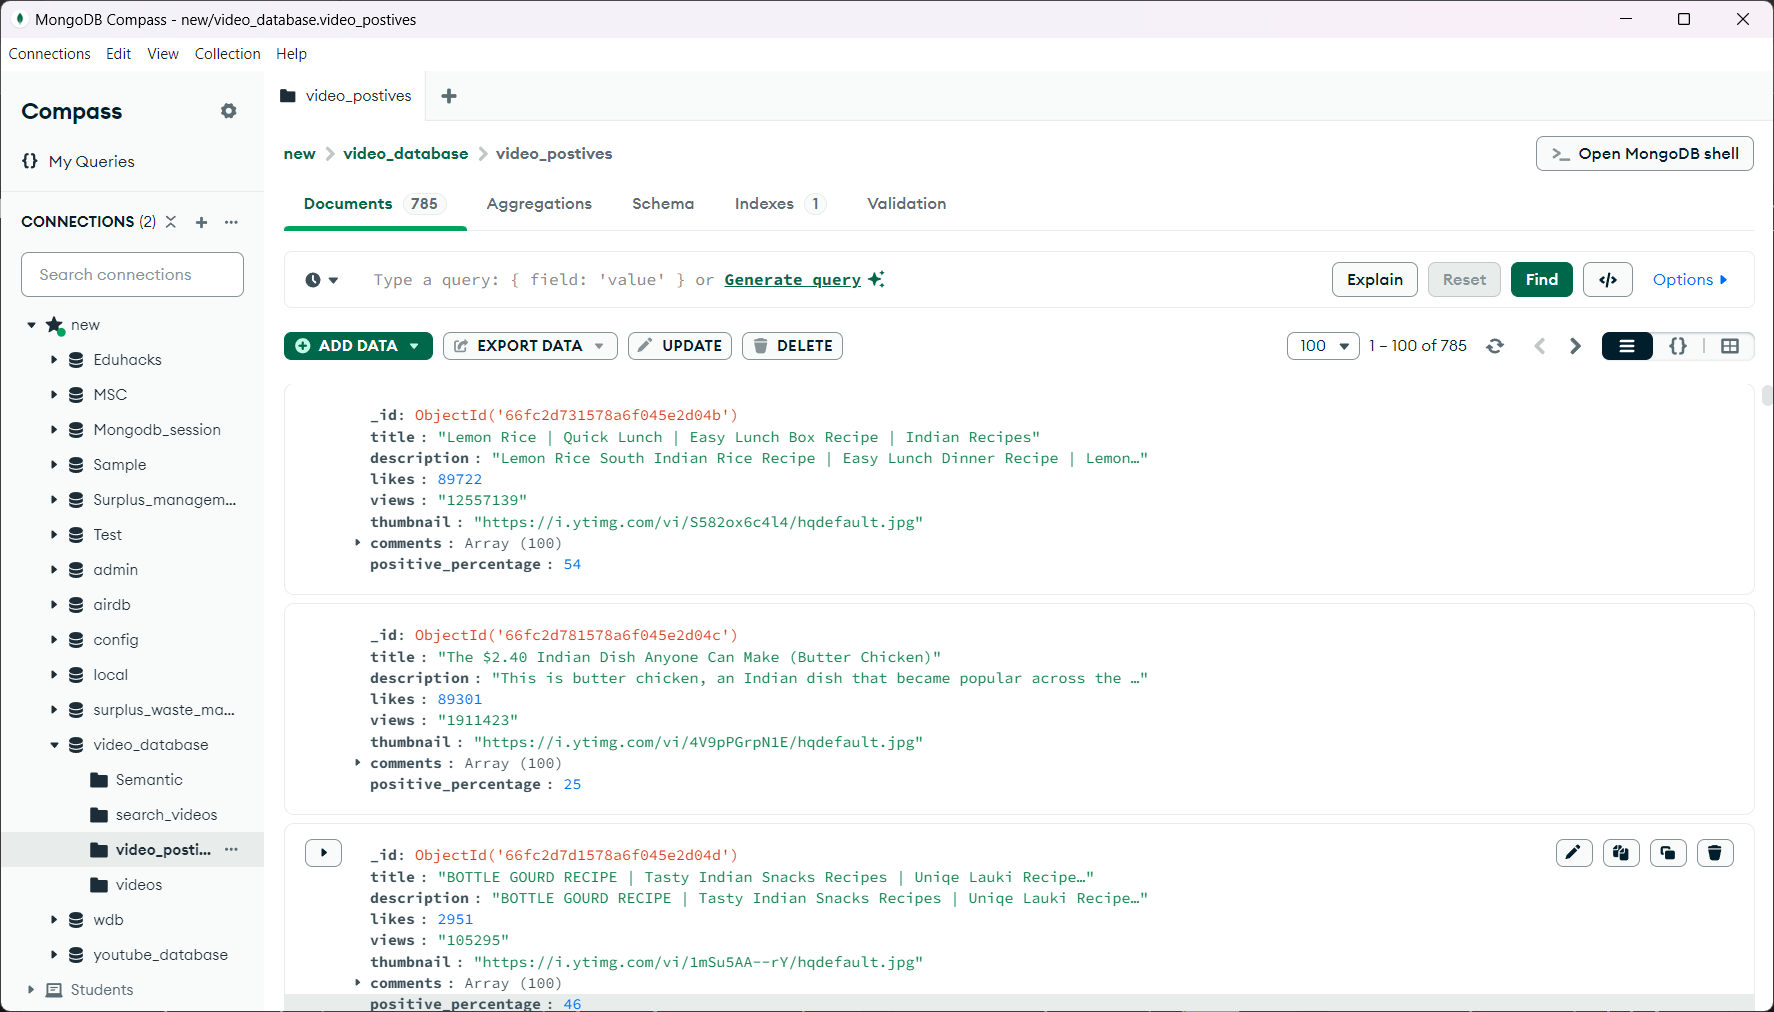 MongoDB Compass - new/video_database.video_postives
Connections Edit View Collection Help
Compass
{} My Queries
CONNECTIONS (2)
Search connections
new
Eduhacks
MSC
Mongodb_session
Sample
Surplus_managem...
Test
admin
airdb
config
local
surplus_waste_ma...
video_database
Semantic
search_videos
video_posti...
videos
wdb
youtube_database
Students
video_postives
new > video_database > video_postives
>_ Open MongoDB shell
Documents 785 Aggregations Schema Indexes 1 Validation
Type a query: { field: 'value' } or Generate query
Explain Reset Find </> Options
ADD DATA EXPORT DATA UPDATE DELETE
100 1 – 100 of 785 {}
_id: ObjectId('66fc2d731578a6f045e2d04b')
title : "Lemon Rice | Quick Lunch | Easy Lunch Box Recipe | Indian Recipes"
description : "Lemon Rice South Indian Rice Recipe | Easy Lunch Dinner Recipe | Lemon…"
likes : 89722
views : "12557139"
thumbnail : "https://i.ytimg.com/vi/S582ox6c4l4/hqdefault.jpg"
comments : Array (100)
positive_percentage : 54
_id: ObjectId('66fc2d781578a6f045e2d04c')
title : "The $2.40 Indian Dish Anyone Can Make (Butter Chicken)"
description : "This is butter chicken, an Indian dish that became popular across the …"
likes : 89301
views : "1911423"
thumbnail : "https://i.ytimg.com/vi/4V9pPGrpN1E/hqdefault.jpg"
comments : Array (100)
positive_percentage : 25
_id: ObjectId('66fc2d7d1578a6f045e2d04d')
title : "BOTTLE GOURD RECIPE | Tasty Indian Snacks Recipes | Uniqe Lauki Recipe…"
description : "BOTTLE GOURD RECIPE | Tasty Indian Snacks Recipes | Uniqe Lauki Recipe…"
likes : 2951
views : "105295"
thumbnail : "https://i.ytimg.com/vi/1mSu5AA--rY/hqdefault.jpg"
comments : Array (100)
positive_percentage : 46